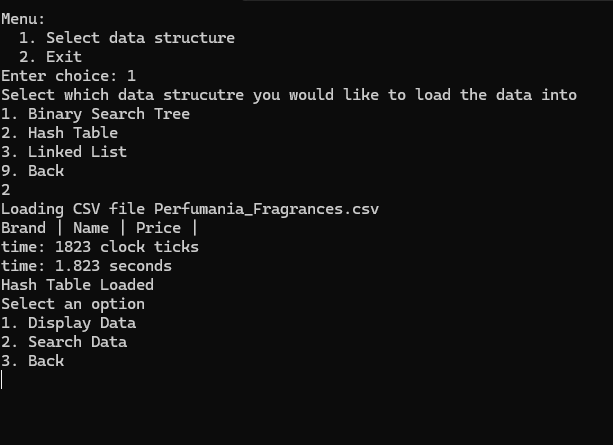 Menu:
  1. Select data structure
  2. Exit
Enter choice: 1
Select which data strucutre you would like to load the data into
1. Binary Search Tree
2. Hash Table
3. Linked List
9. Back
2
Loading CSV file Perfumania_Fragrances.csv
Brand | Name | Price |
time: 1823 clock ticks
time: 1.823 seconds
Hash Table Loaded
Select an option
1. Display Data
2. Search Data
3. Back